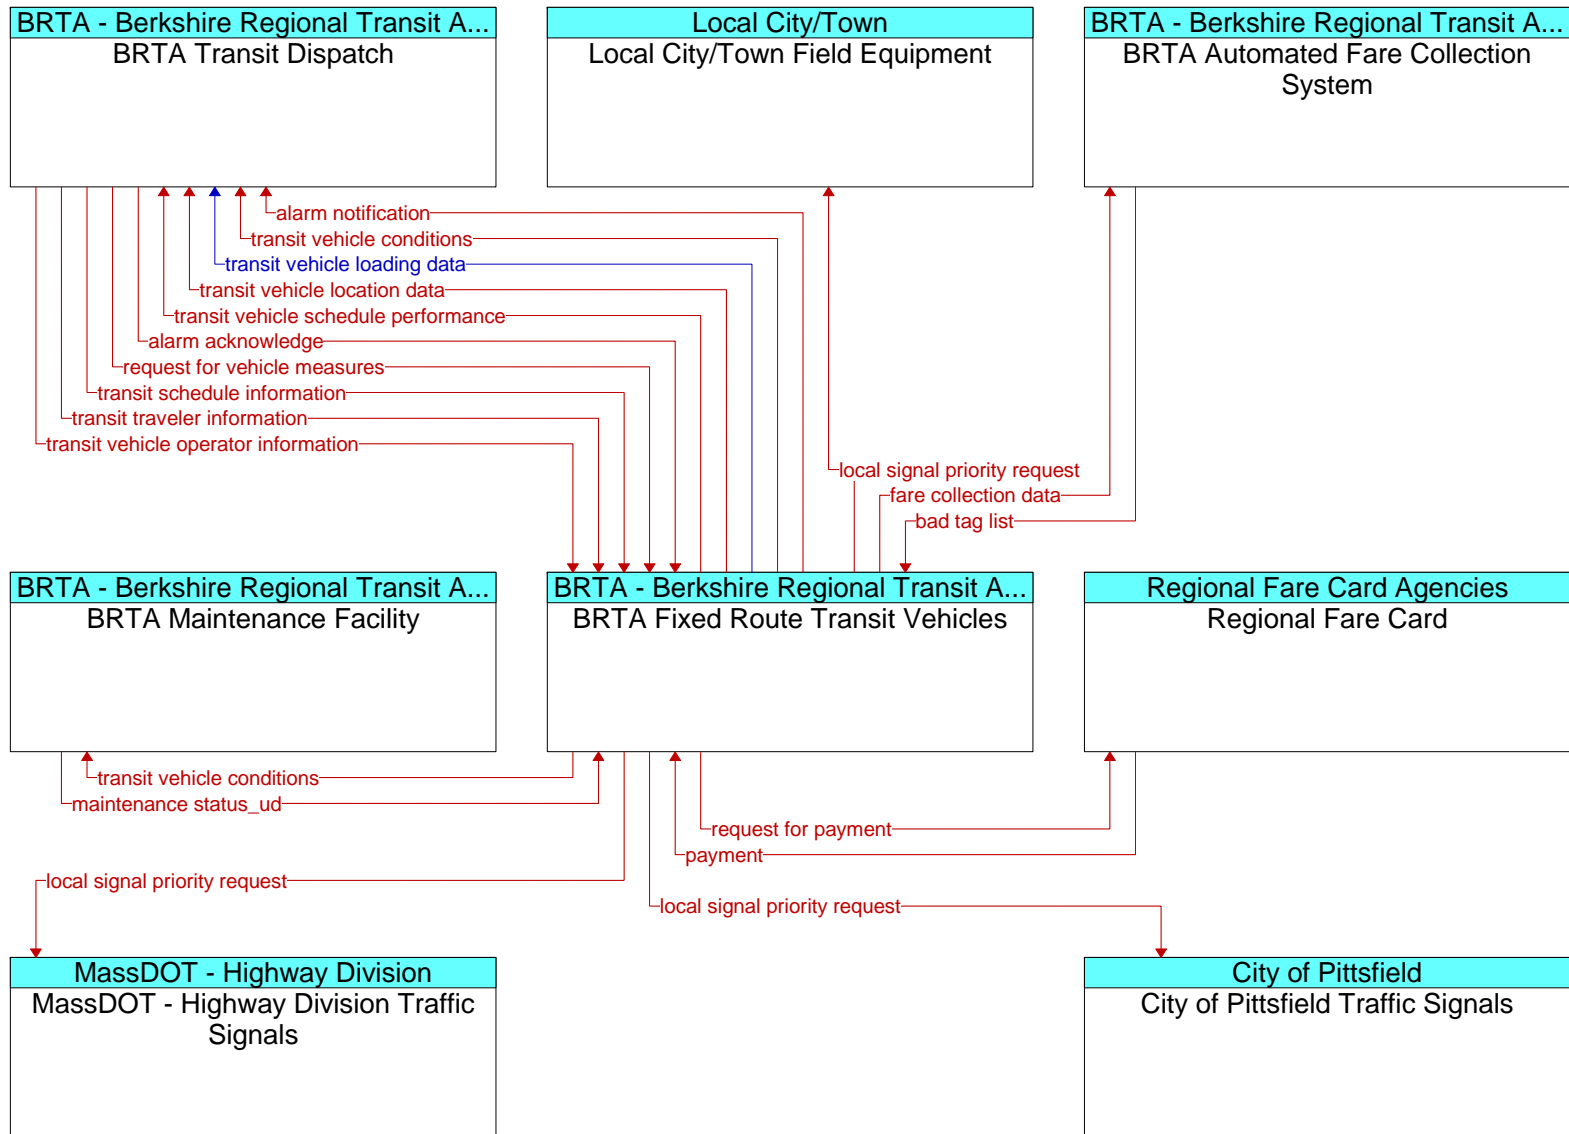 BRTA - Berkshire Regional Transit A...
BRTA Transit Dispatch
Local City/Town
Local City/Town Field Equipment
BRTA - Berkshire Regional Transit A...
BRTA Automated Fare Collection
System
alarm notification
transit vehicle conditions
transit vehicle loading data
transit vehicle location data
transit vehicle schedule performance
alarm acknowledge
request for vehicle measures
transit schedule information
transit traveler information
transit vehicle operator information
local signal priority request
fare collection data
bad tag list
BRTA - Berkshire Regional Transit A...
BRTA Maintenance Facility
BRTA - Berkshire Regional Transit A...
BRTA Fixed Route Transit Vehicles
Regional Fare Card Agencies
Regional Fare Card
transit vehicle conditions
maintenance status_ud
request for payment
payment
local signal priority request
local signal priority request
MassDOT - Highway Division
MassDOT - Highway Division Traffic
Signals
City of Pittsfield
City of Pittsfield Traffic Signals